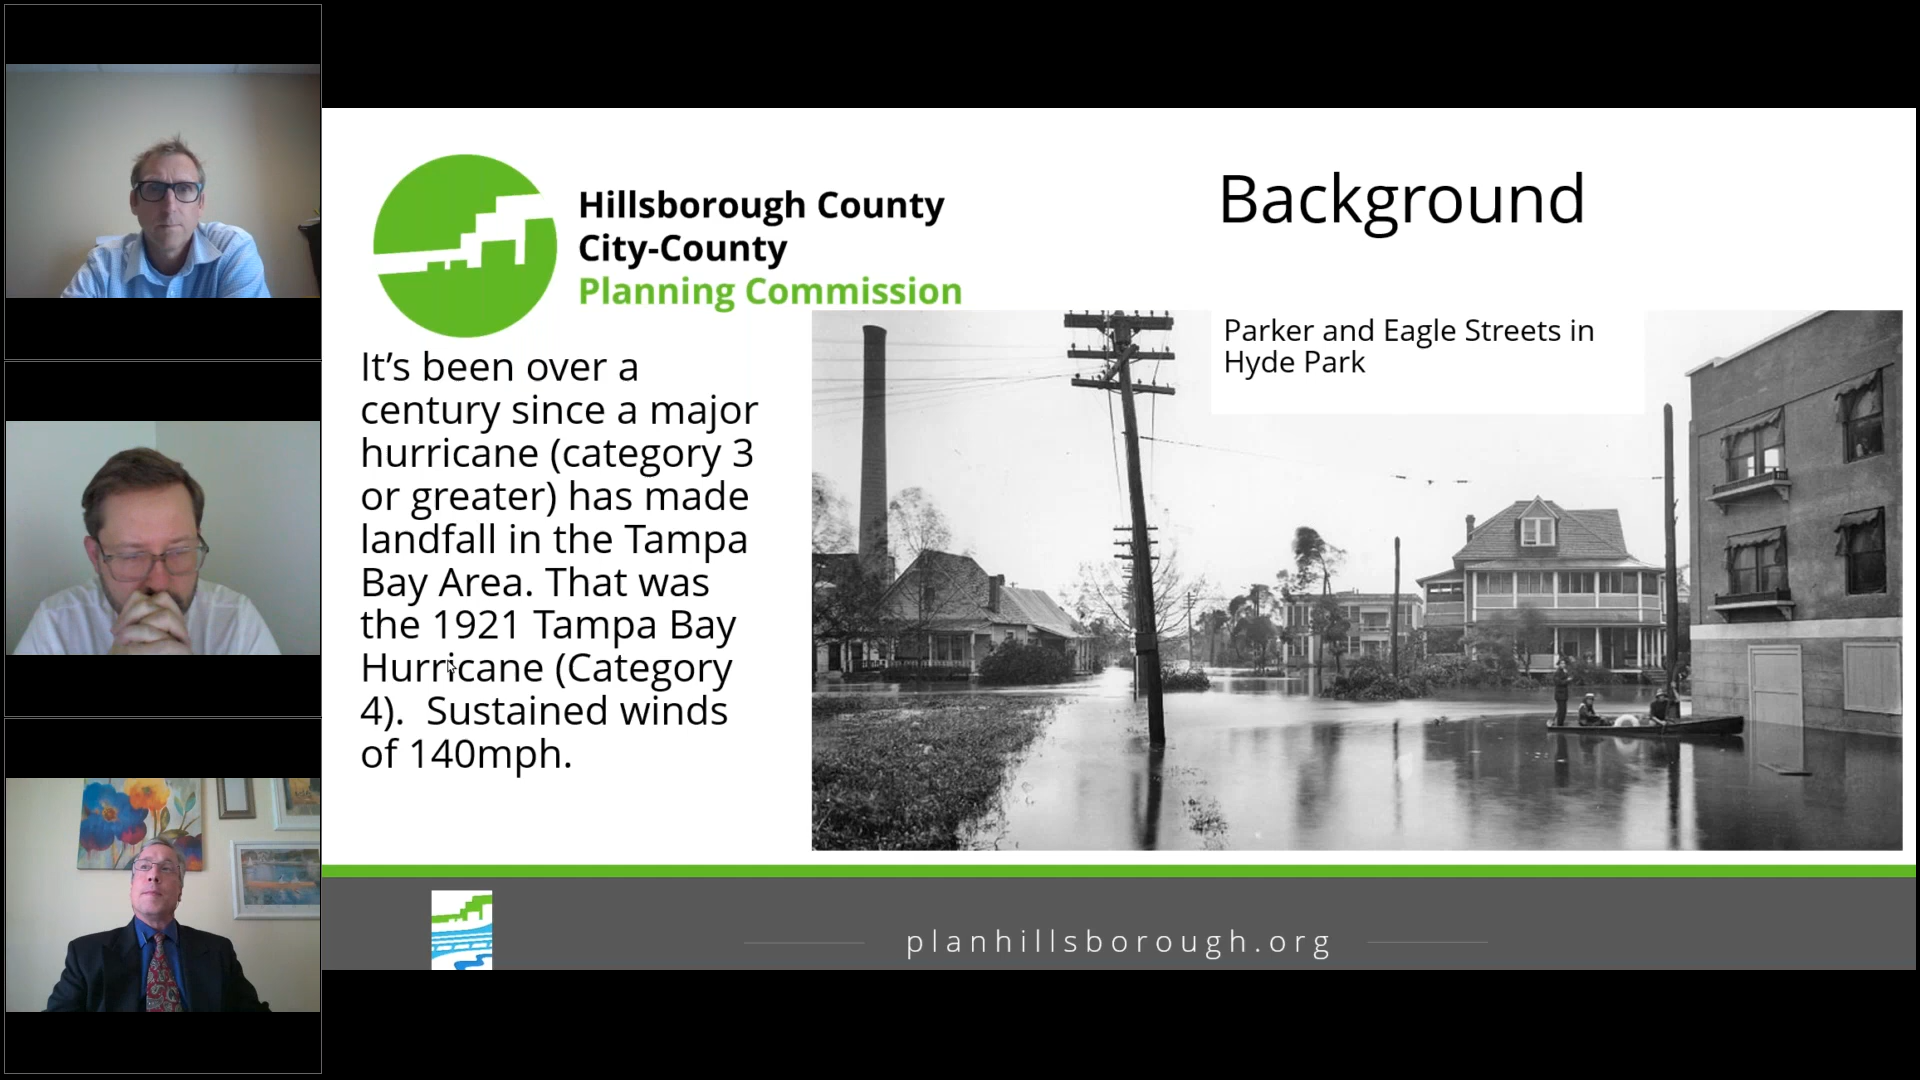 Hillsborough County
City-County
Planning Commission
Background
Parker and Eagle Streets in
Hyde Park
It’s been over a
century since a major
hurricane (category 3
or greater) has made
landfall in the Tampa
Bay Area. That was
the 1921 Tampa Bay
Hurricane (Category
4).  Sustained winds
of 140mph.
planhillsborough.org